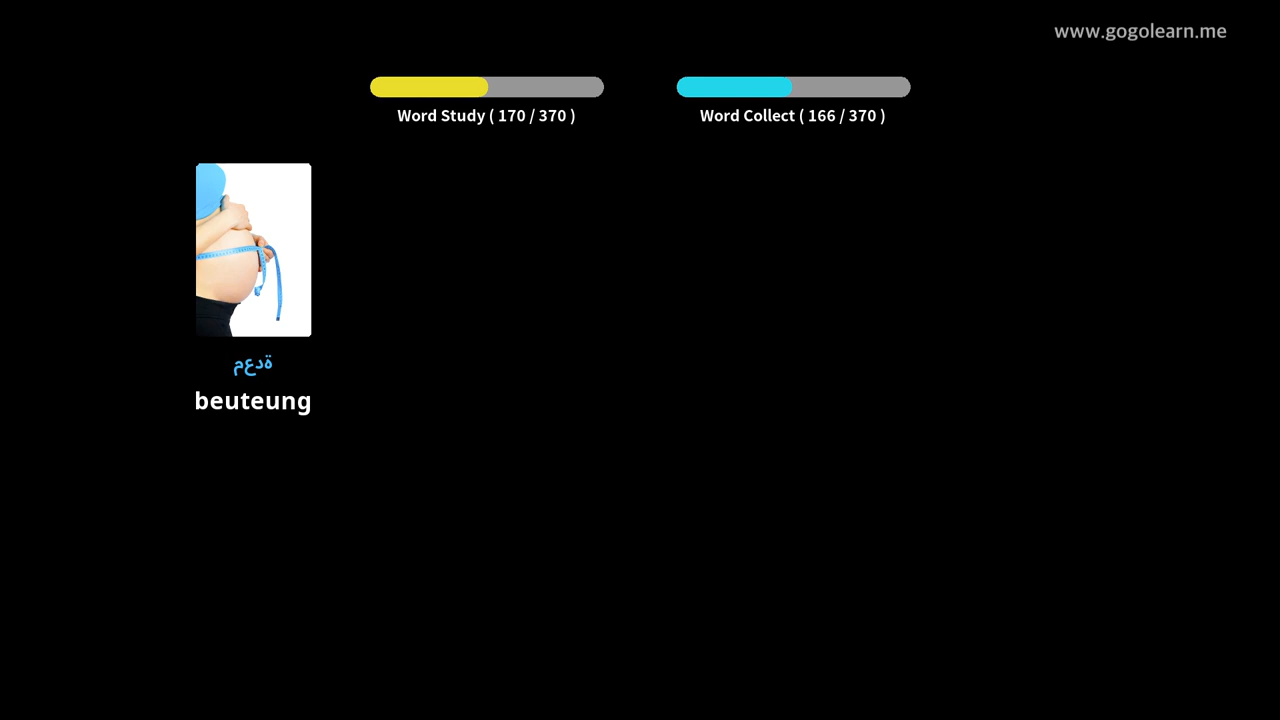 www.gogolearn.me
Word Study ( 170 / 370 )
Word Collect ( 166 / 370 )
معدة
beuteung